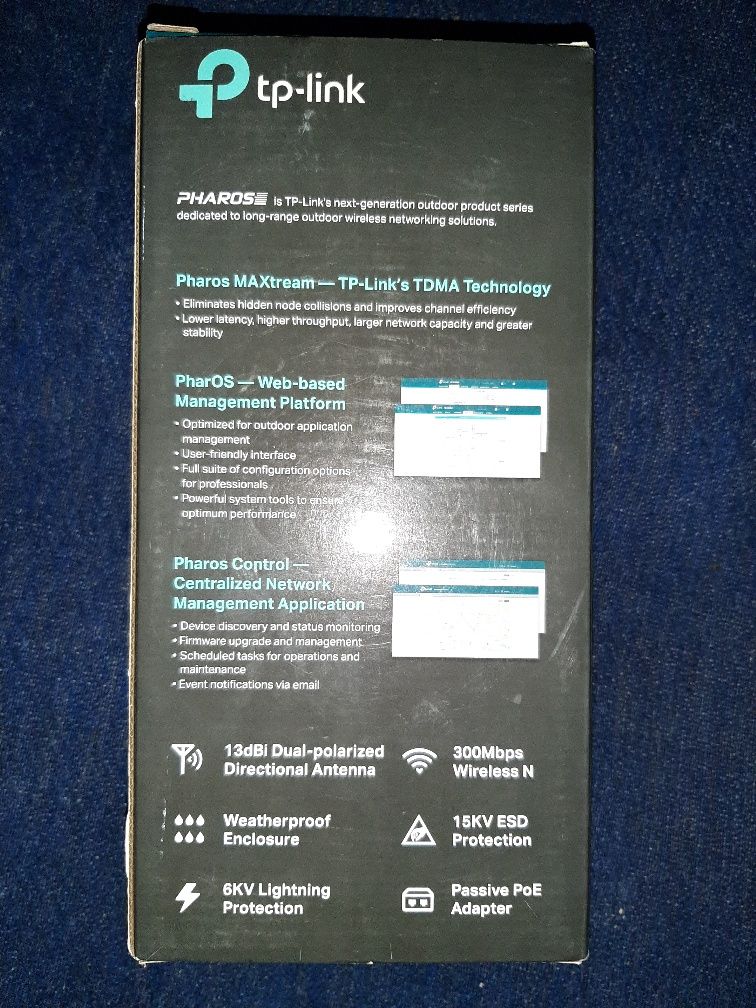 tp-link
PHAROS is TP-Link's next-generation outdoor product series
dedicated to long-range outdoor wireless networking solutions.
Pharos MAXtream — TP-Link's TDMA Technology
• Eliminates hidden node collisions and improves channel efficiency
• Lower latency, higher throughput, larger network capacity and greater
stability
PharOS — Web-based
Management Platform
• Optimized for outdoor application
management
• User-friendly interface
• Full suite of configuration options
for professionals
• Powerful system tools to ensure
optimum performance
Pharos Control —
Centralized Network
Management Application
• Device discovery and status monitoring
• Firmware upgrade and management
• Scheduled tasks for operations and
maintenance
• Event notifications via email
13dBi Dual-polarized
Directional Antenna
300Mbps
Wireless N
Weatherproof
Enclosure
15KV ESD
Protection
6KV Lightning
Protection
Passive PoE
Adapter